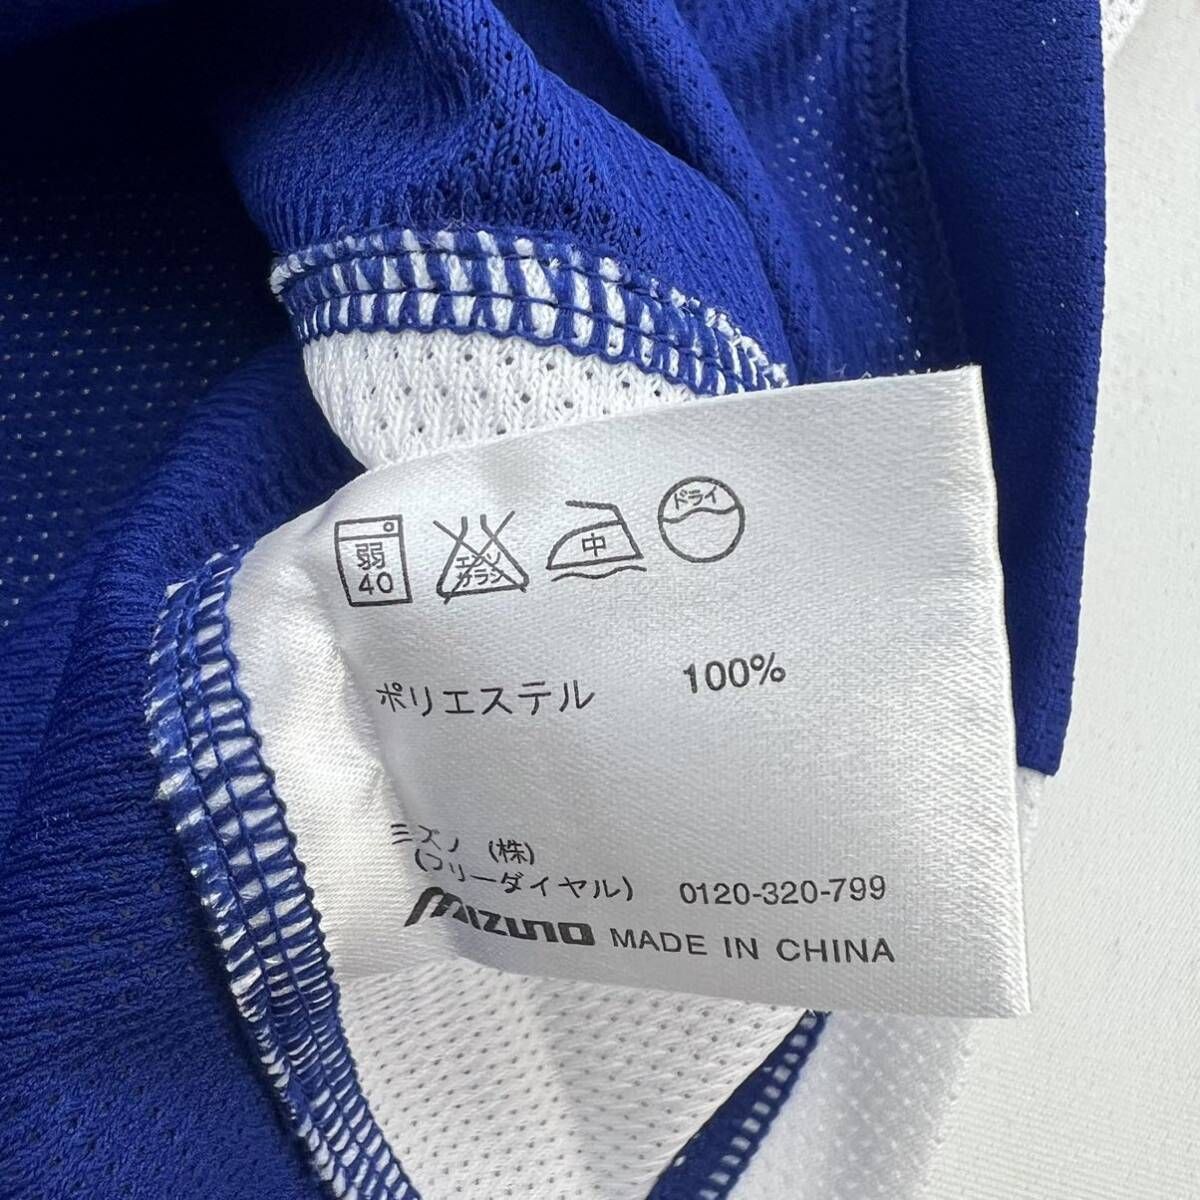 弱
40
エンソ
サラシ
中
ドライ
ポリエステル 100%
ミズノ (株)
(フリーダイヤル) 0120-320-799
MIZUNO MADE IN CHINA